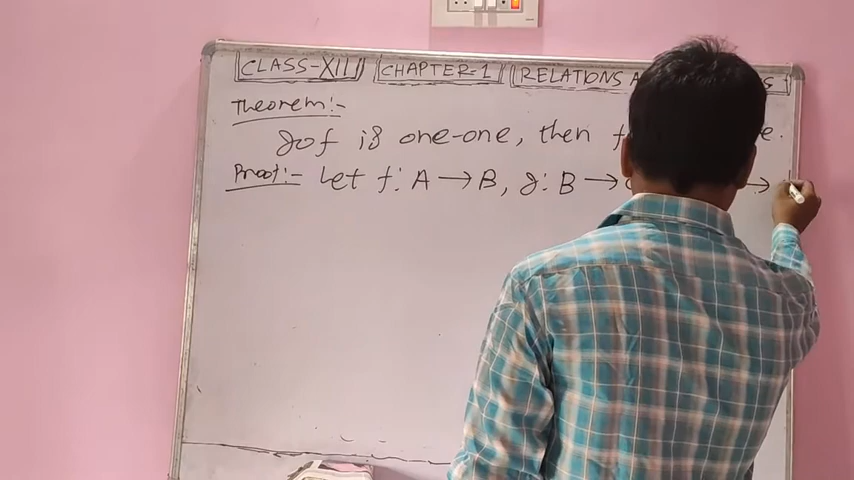 CLASS-XII CHAPTER-1 RELATIONS A
Theorem:-
gof is one-one, then f
Proof:- Let f: A → B, g: B → →